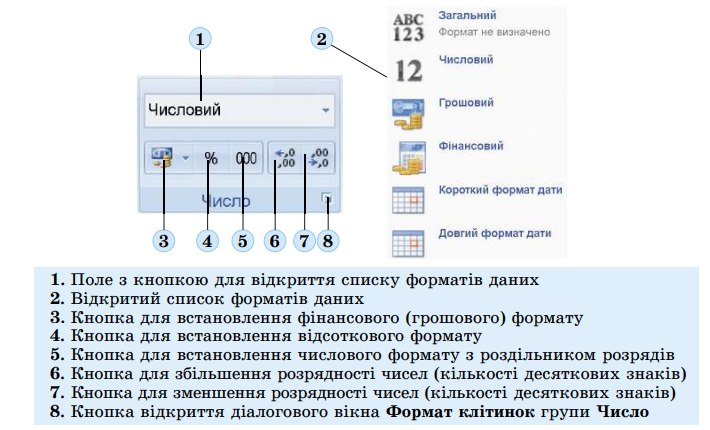 1
2
ABC
123
Загальний
Формат не визначено
12
Числовий
Грошовий
Фінансовий
Короткий формат дати
Довгий формат дати
Числовий
%
000
,0
,00
,00
,0
Число
3
4
5
6
7
8
1. Поле з кнопкою для відкриття списку форматів даних
2. Відкритий список форматів даних
3. Кнопка для встановлення фінансового (грошового) формату
4. Кнопка для встановлення відсоткового формату
5. Кнопка для встановлення числового формату з роздільником розрядів
6. Кнопка для збільшення розрядності чисел (кількості десяткових знаків)
7. Кнопка для зменшення розрядності чисел (кількості десяткових знаків)
8. Кнопка відкриття діалогового вікна Формат клітинок групи Число